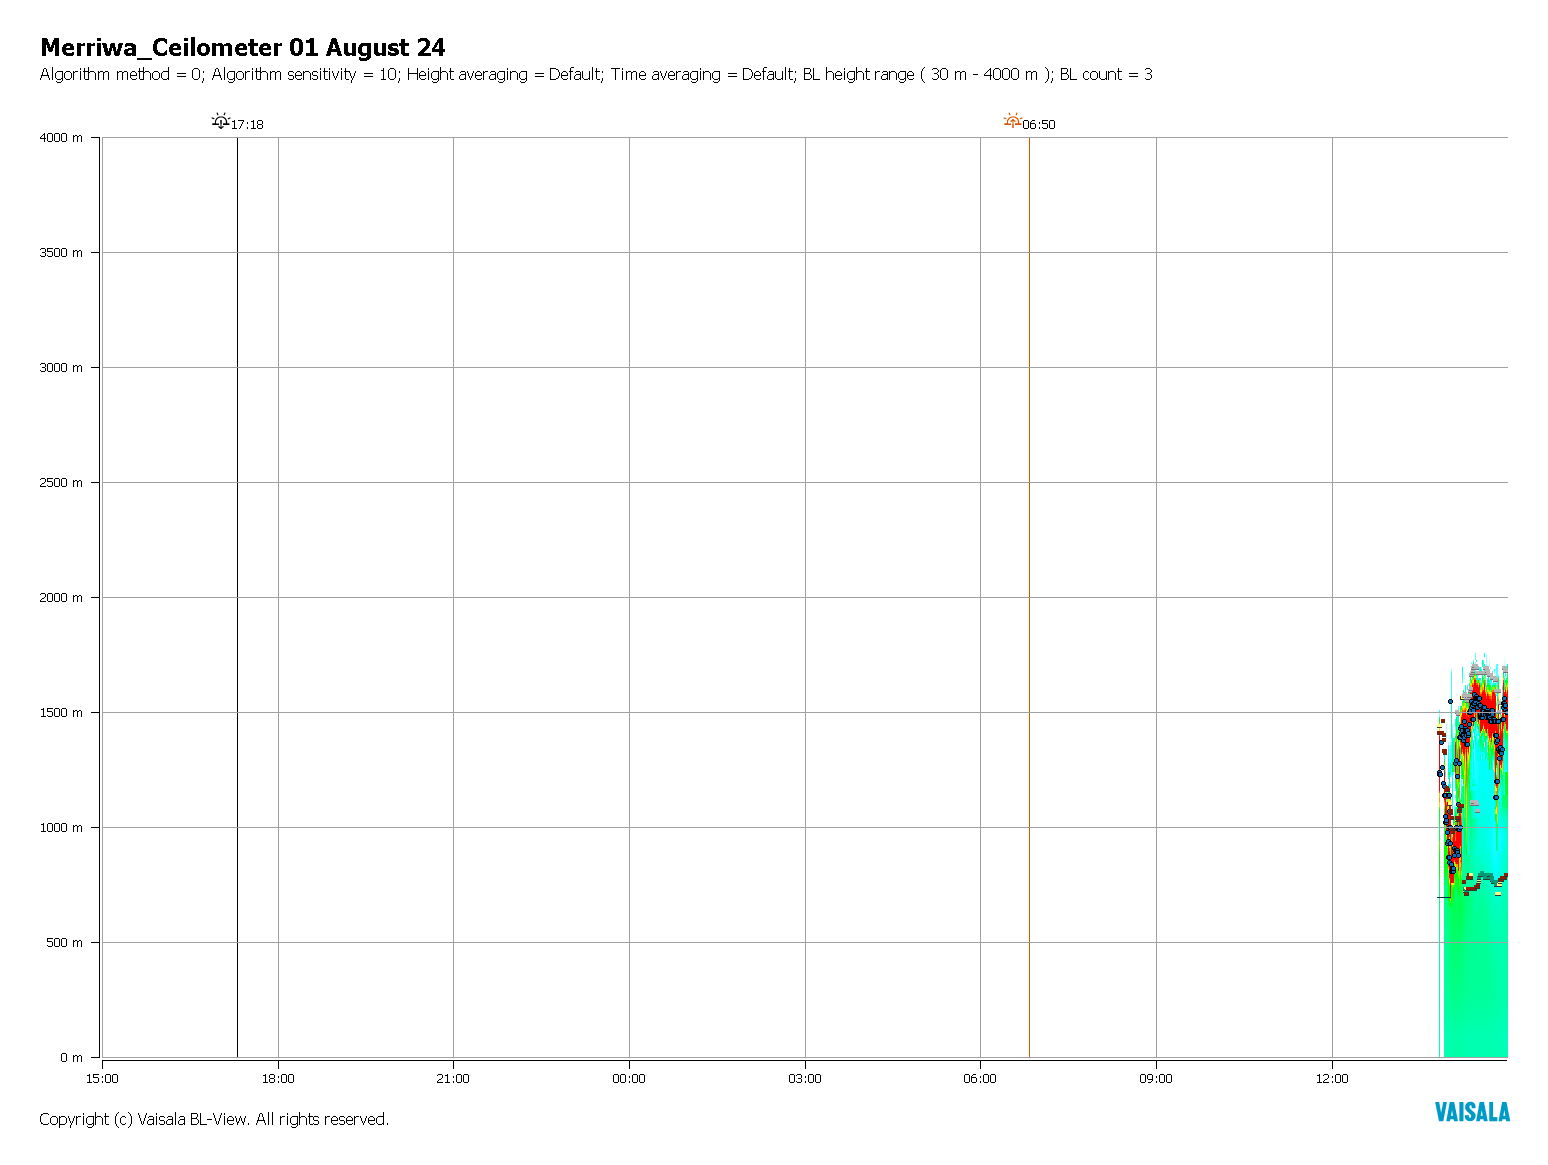 Merriwa_Ceilometer 01 August 24
Algorithm method = 0; Algorithm sensitivity = 10; Height averaging = Default; Time averaging = Default; BL height range ( 30 m - 4000 m ); BL count = 3
17:18
06:50
4000 m
3500 m
3000 m
2500 m
2000 m
1500 m
1000 m
500 m
0 m
15:00
18:00
21:00
00:00
03:00
06:00
09:00
12:00
Copyright (c) Vaisala BL-View. All rights reserved.
VAISALA